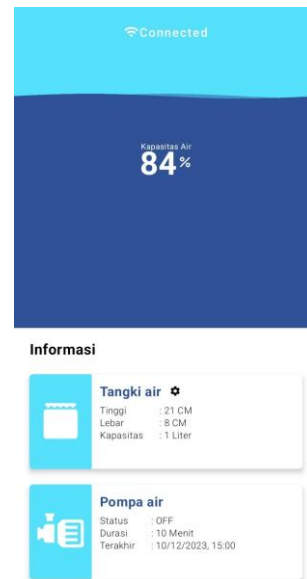 Connected
Kapasitas Air
84%
Informasi
Tangki air
Tinggi : 21 CM
Lebar : 8 CM
Kapasitas : 1 Liter
Pompa air
Status : OFF
Durasi : 10 Menit
Terakhir : 10/12/2023, 15:00